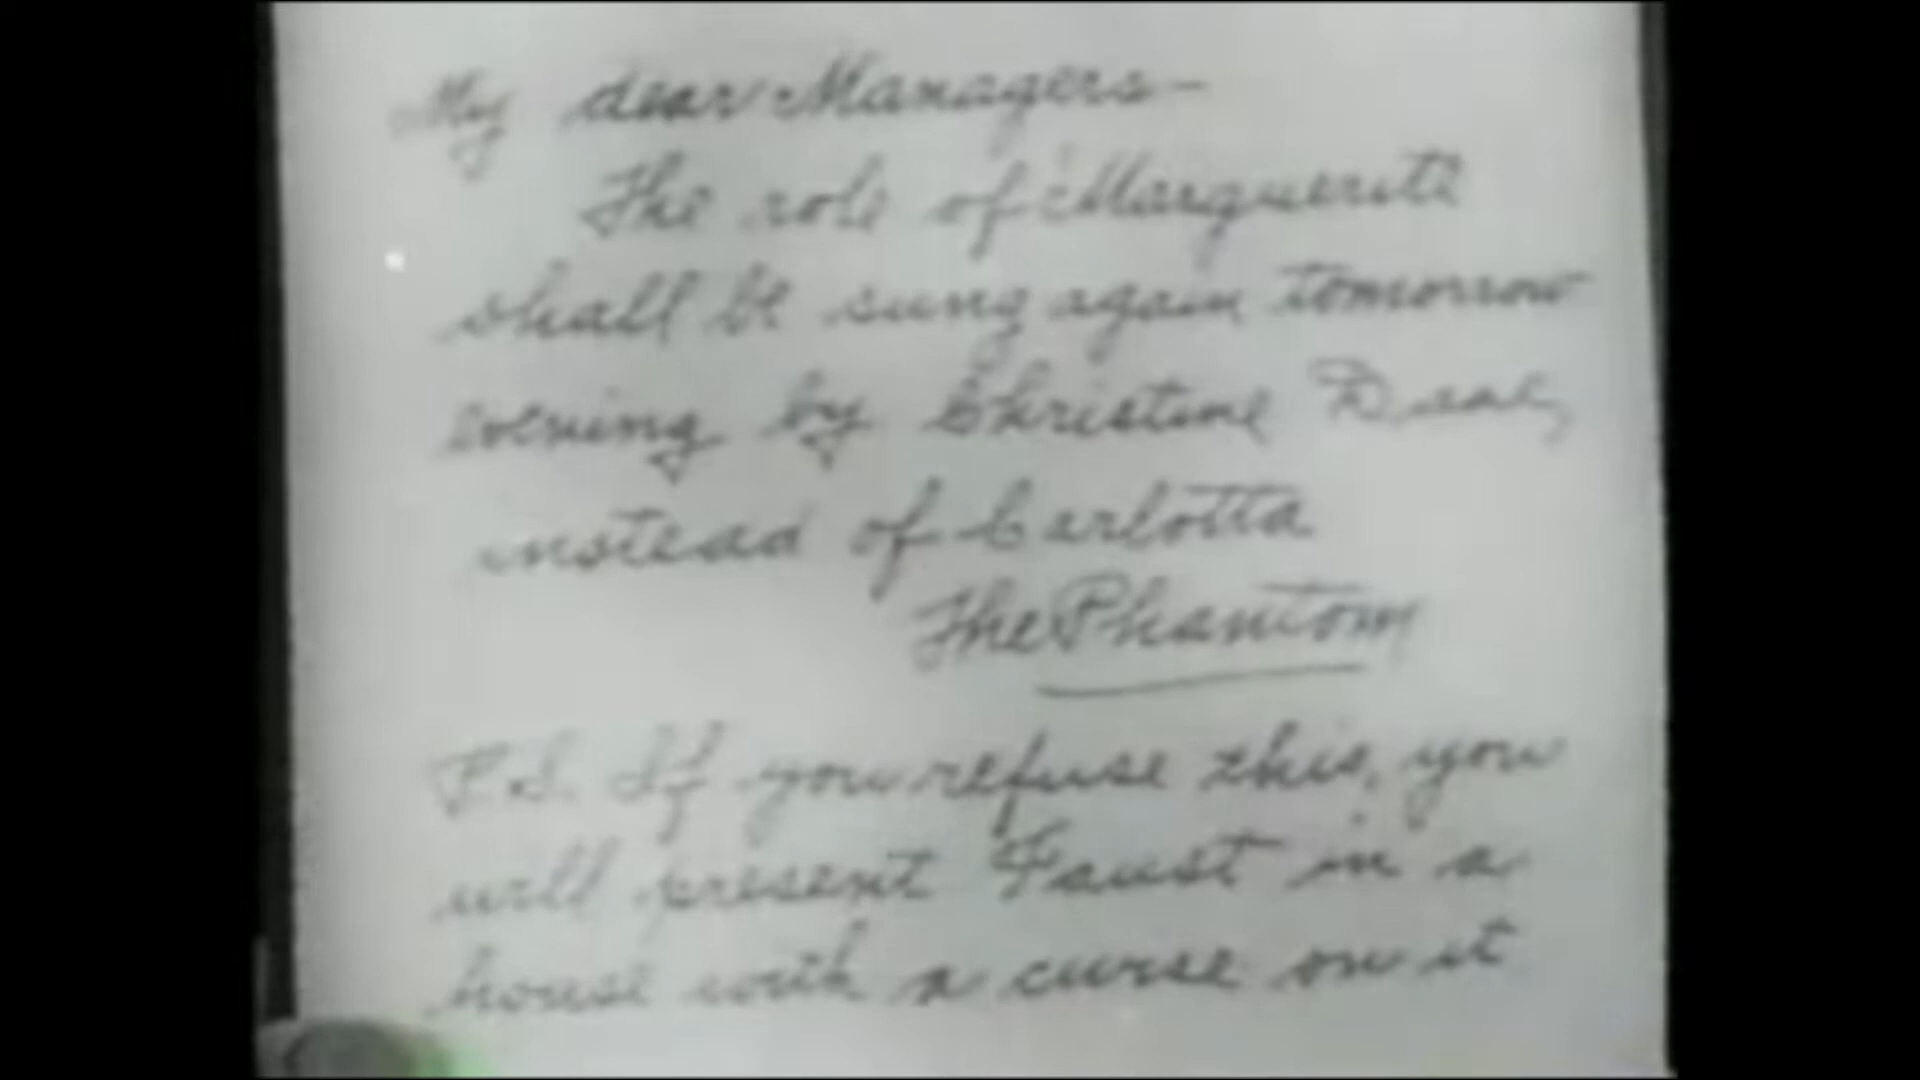 My dear Managers—
The role of Marguerite
shall be sung again tomorrow
evening by Christine Daae,
instead of Carlotta
The Phantom
P.S. If you refuse this, you
will present Faust in a
house with a curse on it